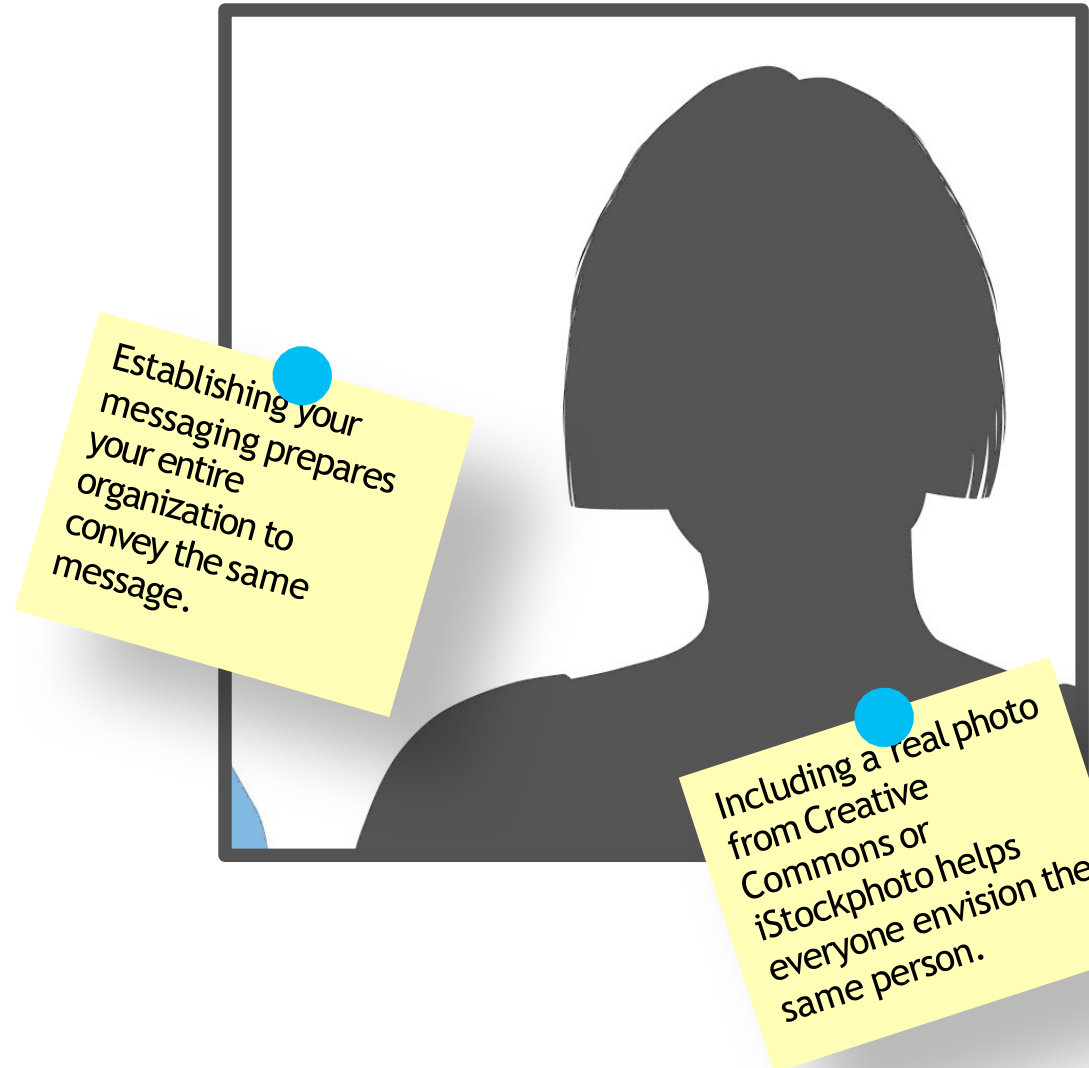 Establishing your
messaging prepares
your entire
organization to
convey the same
message.
Including a real photo
from Creative
Commons or
iStockphoto helps
everyone envision the
same person.